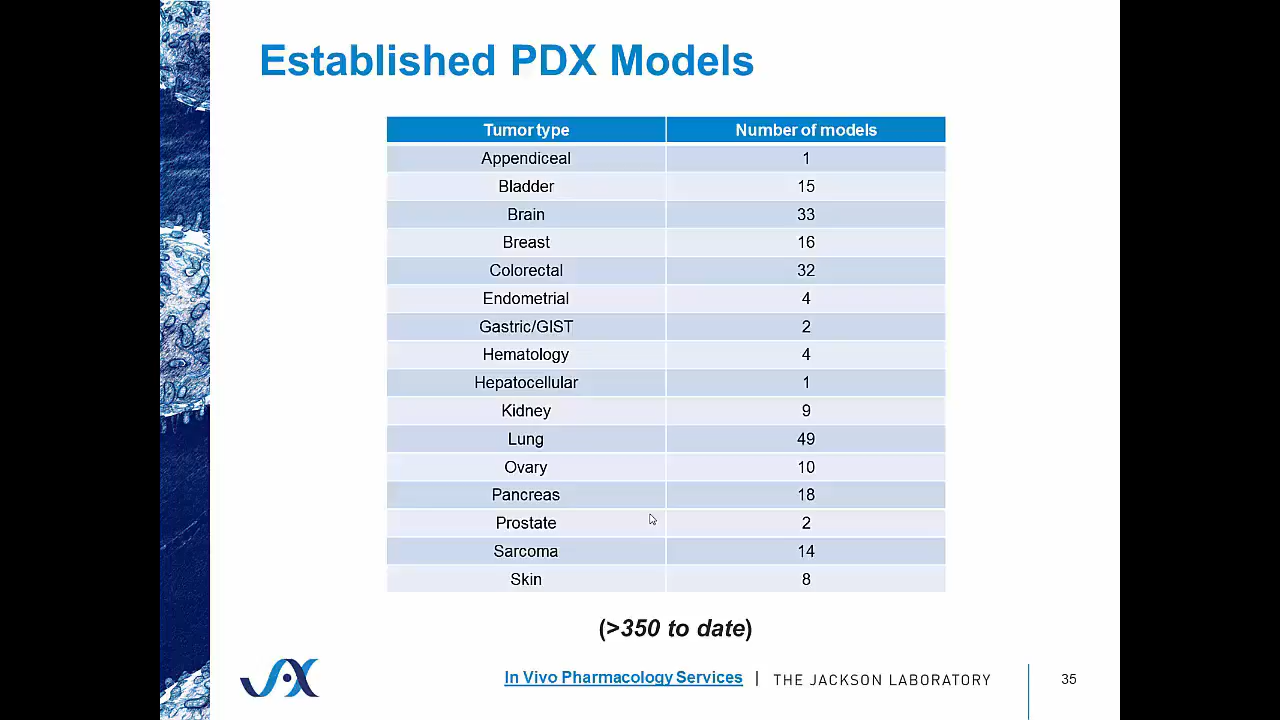 Established PDX Models
Tumor type Number of models
Appendiceal 1
Bladder 15
Brain 33
Breast 16
Colorectal 32
Endometrial 4
Gastric/GIST 2
Hematology 4
Hepatocellular 1
Kidney 9
Lung 49
Ovary 10
Pancreas 18
Prostate 2
Sarcoma 14
Skin 8
(>350 to date)
JAX In Vivo Pharmacology Services | THE JACKSON LABORATORY 35